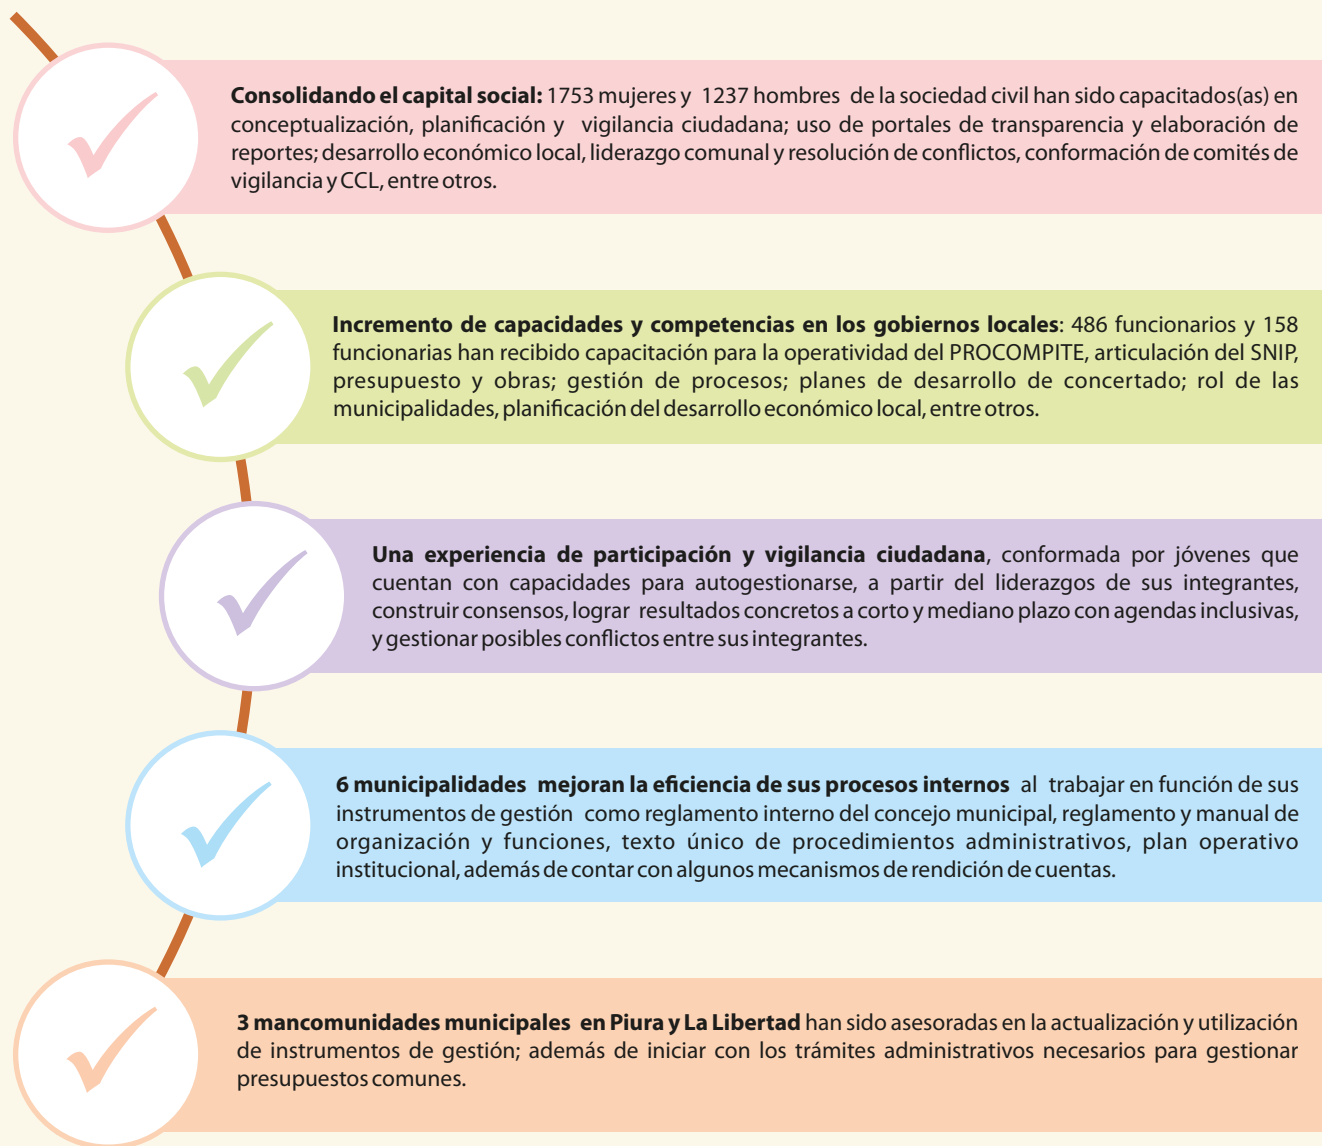 Consolidando el capital social: 1753 mujeres y 1237 hombres de la sociedad civil han sido capacitados(as) en
conceptualización, planificación y vigilancia ciudadana; uso de portales de transparencia y elaboración de
reportes; desarrollo económico local, liderazgo comunal y resolución de conflictos, conformación de comités de
vigilancia y CCL, entre otros.
Incremento de capacidades y competencias en los gobiernos locales: 486 funcionarios y 158
funcionarias han recibido capacitación para la operatividad del PROCOMPITE, articulación del SNIP,
presupuesto y obras; gestión de procesos; planes de desarrollo de concertado; rol de las
municipalidades, planificación del desarrollo económico local, entre otros.
Una experiencia de participación y vigilancia ciudadana, conformada por jóvenes que
cuentan con capacidades para autogestionarse, a partir del liderazgos de sus integrantes,
construir consensos, lograr resultados concretos a corto y mediano plazo con agendas inclusivas,
y gestionar posibles conflictos entre sus integrantes.
6 municipalidades mejoran la eficiencia de sus procesos internos al trabajar en función de sus
instrumentos de gestión como reglamento interno del concejo municipal, reglamento y manual de
organización y funciones, texto único de procedimientos administrativos, plan operativo
institucional, además de contar con algunos mecanismos de rendición de cuentas.
3 mancomunidades municipales en Piura y La Libertad han sido asesoradas en la actualización y utilización
de instrumentos de gestión; además de iniciar con los trámites administrativos necesarios para gestionar
presupuestos comunes.